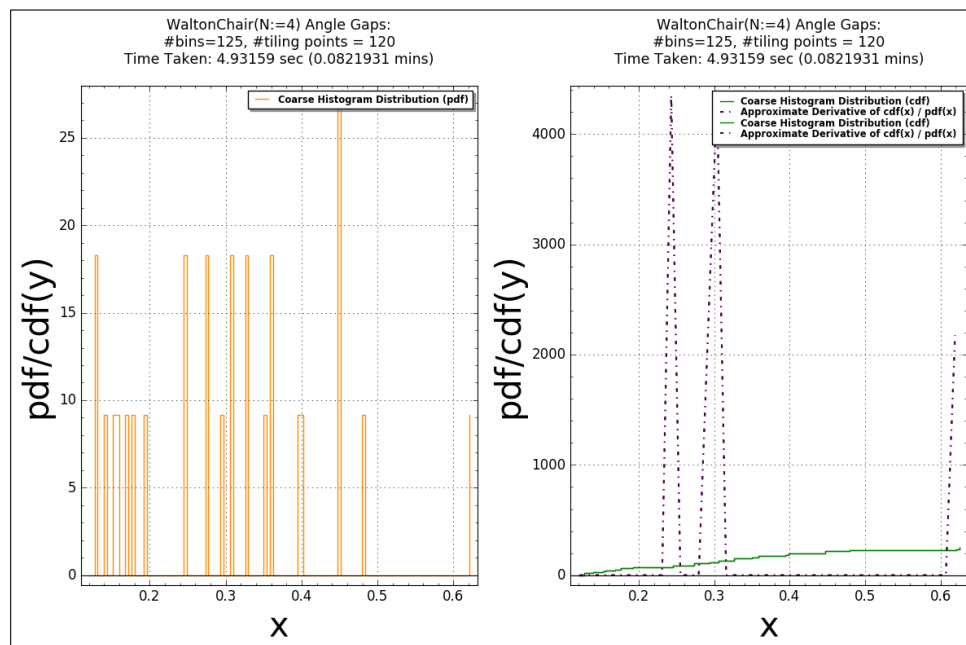 WaltonChair(N:=4) Angle Gaps:
#bins=125, #tiling points = 120
Time Taken: 4.93159 sec (0.0821931 mins)
Coarse Histogram Distribution (pdf)
25
20
15
10
5
0
0.2
0.3
0.4
0.5
0.6
pdf/cdf(y)
x
WaltonChair(N:=4) Angle Gaps:
#bins=125, #tiling points = 120
Time Taken: 4.93159 sec (0.0821931 mins)
Coarse Histogram Distribution (cdf)
Approximate Derivative of cdf(x) / pdf(x)
Coarse Histogram Distribution (cdf)
Approximate Derivative of cdf(x) / pdf(x)
4000
3000
2000
1000
0
0.2
0.3
0.4
0.5
0.6
pdf/cdf(y)
x